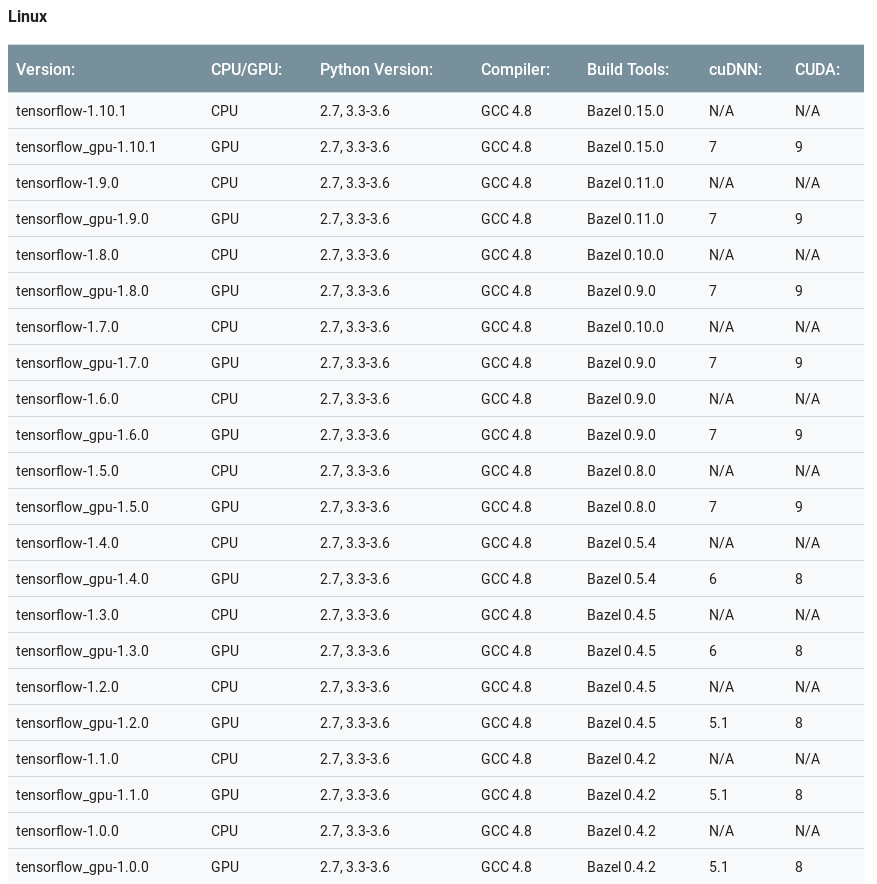 Linux
Version: CPU/GPU: Python Version: Compiler: Build Tools: cuDNN: CUDA:
tensorflow-1.10.1 CPU 2.7, 3.3-3.6 GCC 4.8 Bazel 0.15.0 N/A N/A
tensorflow_gpu-1.10.1 GPU 2.7, 3.3-3.6 GCC 4.8 Bazel 0.15.0 7 9
tensorflow-1.9.0 CPU 2.7, 3.3-3.6 GCC 4.8 Bazel 0.11.0 N/A N/A
tensorflow_gpu-1.9.0 GPU 2.7, 3.3-3.6 GCC 4.8 Bazel 0.11.0 7 9
tensorflow-1.8.0 CPU 2.7, 3.3-3.6 GCC 4.8 Bazel 0.10.0 N/A N/A
tensorflow_gpu-1.8.0 GPU 2.7, 3.3-3.6 GCC 4.8 Bazel 0.9.0 7 9
tensorflow-1.7.0 CPU 2.7, 3.3-3.6 GCC 4.8 Bazel 0.10.0 N/A N/A
tensorflow_gpu-1.7.0 GPU 2.7, 3.3-3.6 GCC 4.8 Bazel 0.9.0 7 9
tensorflow-1.6.0 CPU 2.7, 3.3-3.6 GCC 4.8 Bazel 0.9.0 N/A N/A
tensorflow_gpu-1.6.0 GPU 2.7, 3.3-3.6 GCC 4.8 Bazel 0.9.0 7 9
tensorflow-1.5.0 CPU 2.7, 3.3-3.6 GCC 4.8 Bazel 0.8.0 N/A N/A
tensorflow_gpu-1.5.0 GPU 2.7, 3.3-3.6 GCC 4.8 Bazel 0.8.0 7 9
tensorflow-1.4.0 CPU 2.7, 3.3-3.6 GCC 4.8 Bazel 0.5.4 N/A N/A
tensorflow_gpu-1.4.0 GPU 2.7, 3.3-3.6 GCC 4.8 Bazel 0.5.4 6 8
tensorflow-1.3.0 CPU 2.7, 3.3-3.6 GCC 4.8 Bazel 0.4.5 N/A N/A
tensorflow_gpu-1.3.0 GPU 2.7, 3.3-3.6 GCC 4.8 Bazel 0.4.5 6 8
tensorflow-1.2.0 CPU 2.7, 3.3-3.6 GCC 4.8 Bazel 0.4.5 N/A N/A
tensorflow_gpu-1.2.0 GPU 2.7, 3.3-3.6 GCC 4.8 Bazel 0.4.5 5.1 8
tensorflow-1.1.0 CPU 2.7, 3.3-3.6 GCC 4.8 Bazel 0.4.2 N/A N/A
tensorflow_gpu-1.1.0 GPU 2.7, 3.3-3.6 GCC 4.8 Bazel 0.4.2 5.1 8
tensorflow-1.0.0 CPU 2.7, 3.3-3.6 GCC 4.8 Bazel 0.4.2 N/A N/A
tensorflow_gpu-1.0.0 GPU 2.7, 3.3-3.6 GCC 4.8 Bazel 0.4.2 5.1 8